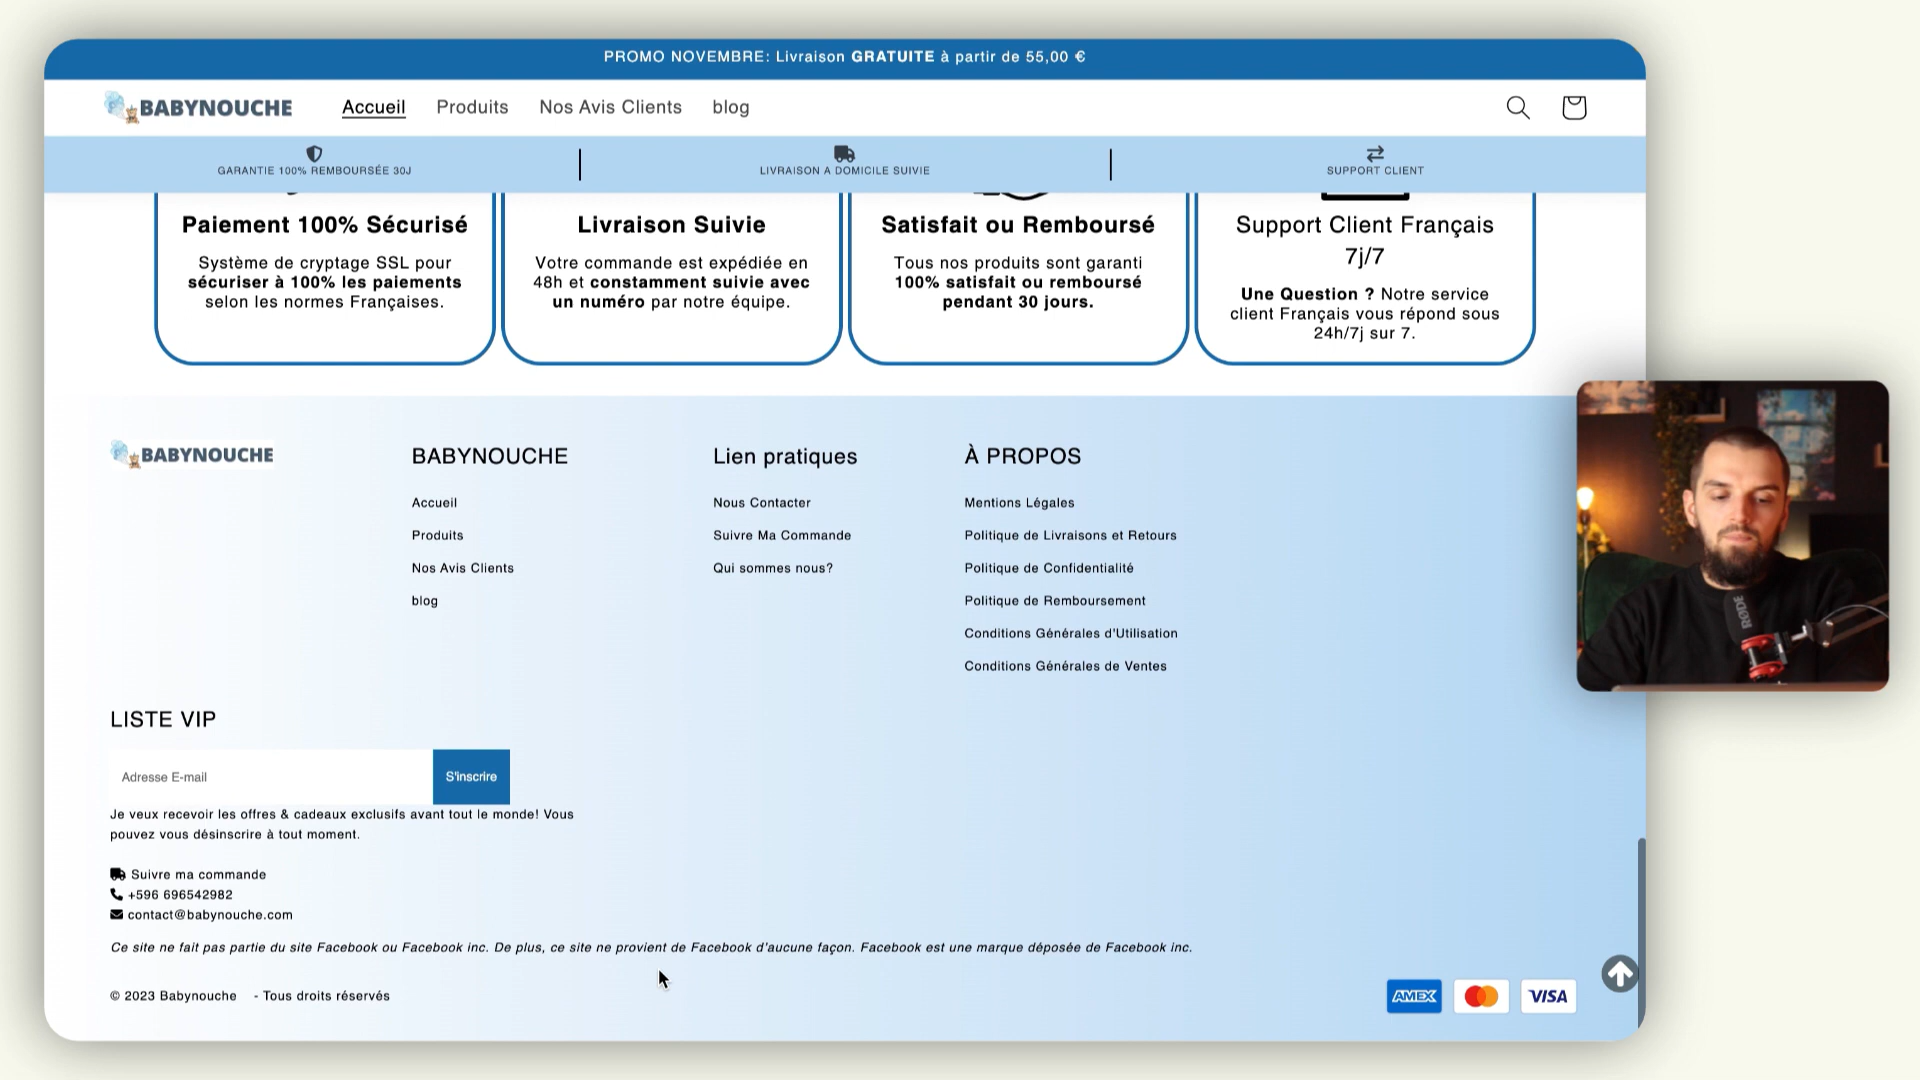 PROMO NOVEMBRE: Livraison GRATUITE à partir de 55,00 €
BABYNOUCHE
Accueil
Produits
Nos Avis Clients
blog
GARANTIE 100% REMBOURSÉE 30J
LIVRAISON A DOMICILE SUIVIE
SUPPORT CLIENT
Paiement 100% Sécurisé
Système de cryptage SSL pour
sécuriser à 100% les paiements
selon les normes Françaises.
Livraison Suivie
Votre commande est expédiée en
48h et constamment suivie avec
un numéro par notre équipe.
Satisfait ou Remboursé
Tous nos produits sont garanti
100% satisfait ou remboursé
pendant 30 jours.
Support Client Français
7j/7
Une Question ? Notre service
client Français vous répond sous
24h/7j sur 7.
BABYNOUCHE
BABYNOUCHE
Accueil
Produits
Nos Avis Clients
blog
Lien pratiques
Nous Contacter
Suivre Ma Commande
Qui sommes nous?
À PROPOS
Mentions Légales
Politique de Livraisons et Retours
Politique de Confidentialité
Politique de Remboursement
Conditions Générales d'Utilisation
Conditions Générales de Ventes
LISTE VIP
Adresse E-mail
S'inscrire
Je veux recevoir les offres & cadeaux exclusifs avant tout le monde! Vous
pouvez vous désinscrire à tout moment.
Suivre ma commande
+596 696542982
contact@babynouche.com
Ce site ne fait pas partie du site Facebook ou Facebook inc. De plus, ce site ne provient de Facebook d'aucune façon. Facebook est une marque déposée de Facebook inc.
© 2023 Babynouche - Tous droits réservés
AMEX
VISA
RØDE